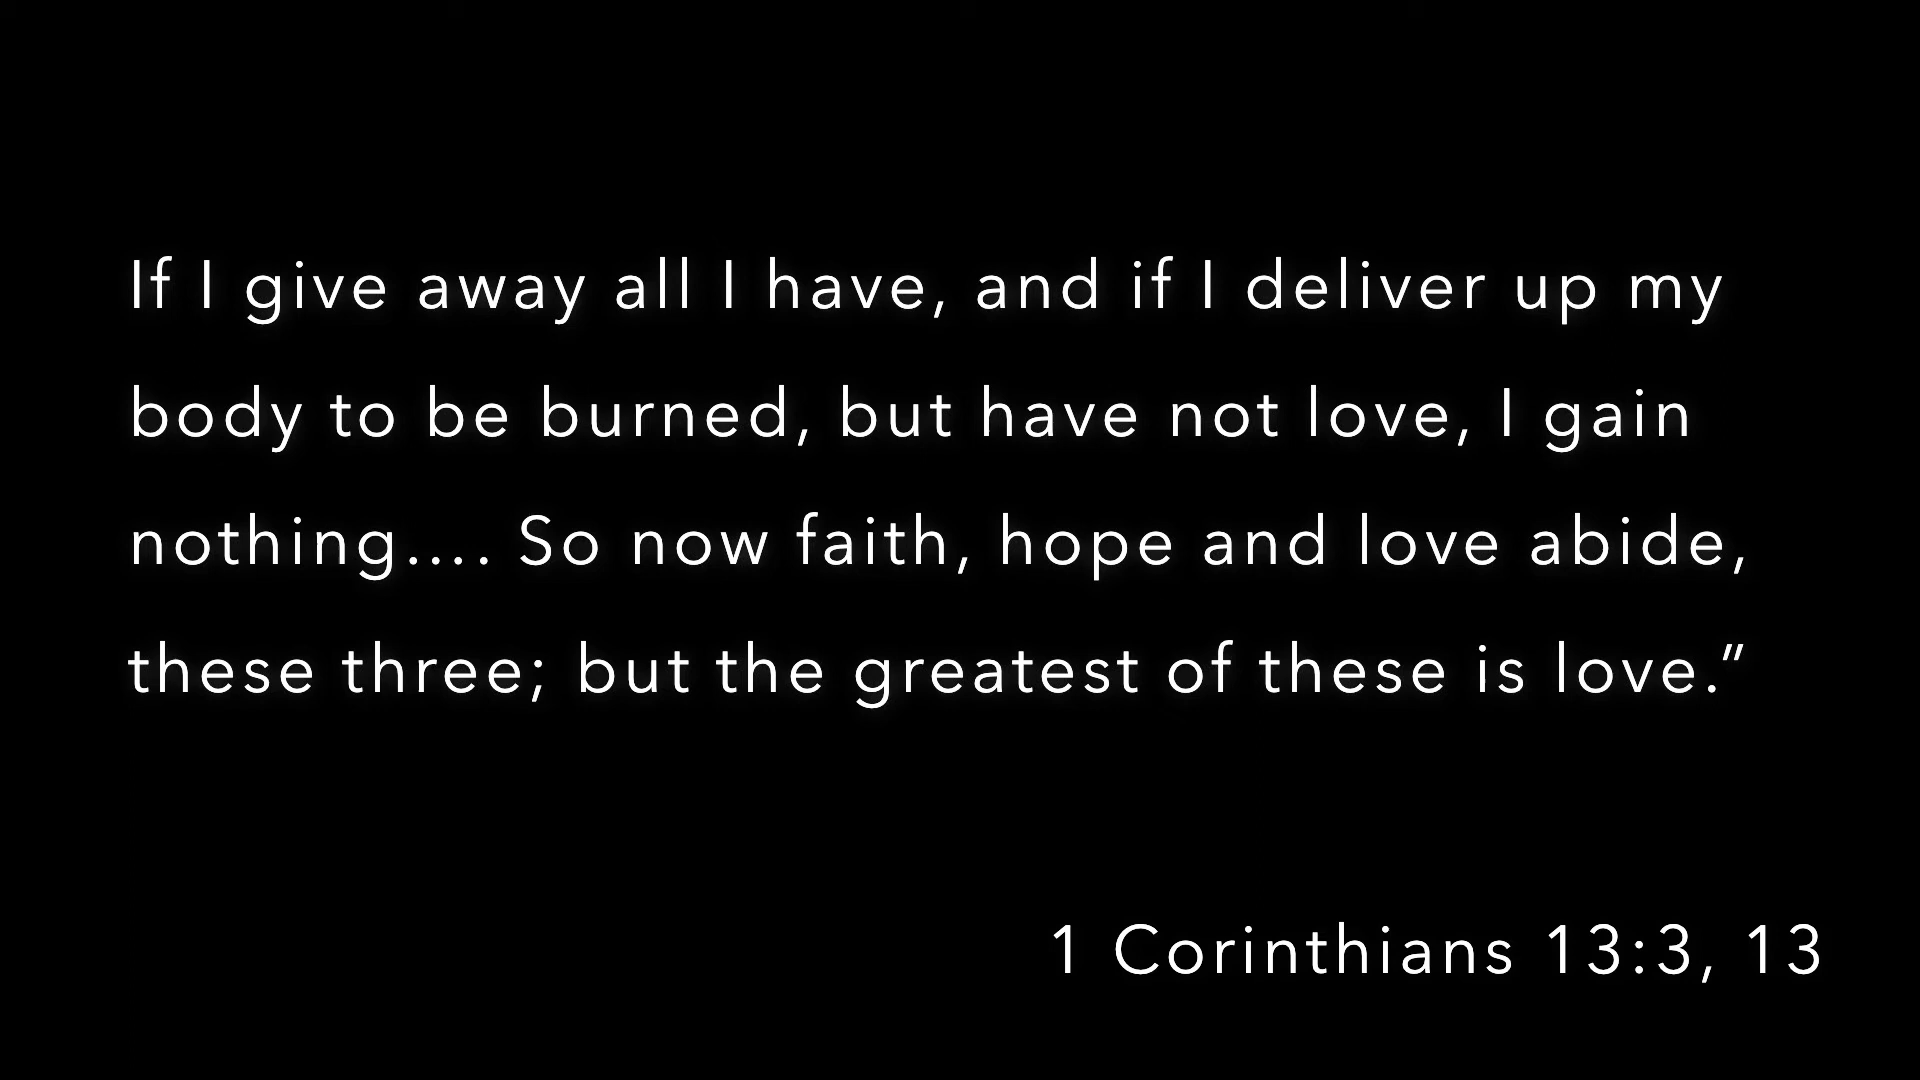 If I give away all I have, and if I deliver up my
body to be burned, but have not love, I gain
nothing.... So now faith, hope and love abide,
these three; but the greatest of these is love.”
1 Corinthians 13:3, 13